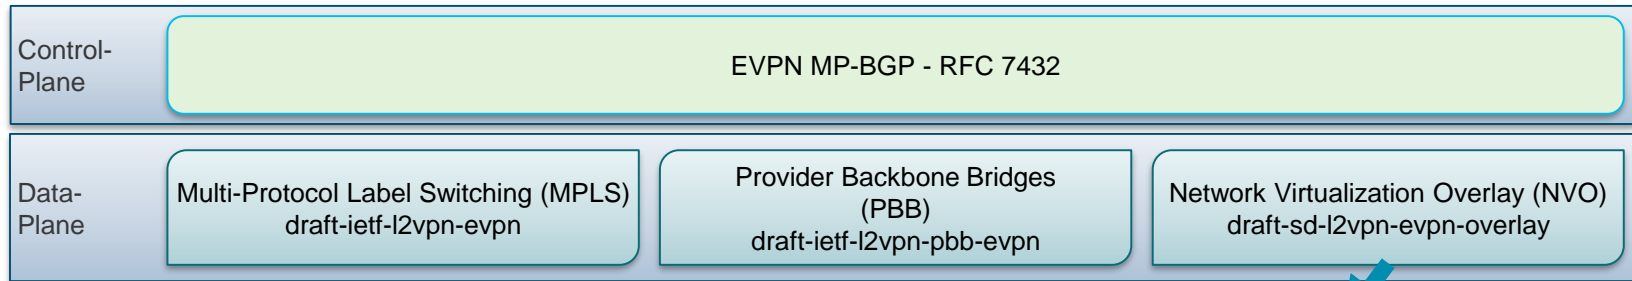 Control-
Plane
EVPN MP-BGP - RFC 7432
Data-
Plane
Multi-Protocol Label Switching (MPLS)
draft-ietf-l2vpn-evpn
Provider Backbone Bridges
(PBB)
draft-ietf-l2vpn-pbb-evpn
Network Virtualization Overlay (NVO)
draft-sd-l2vpn-evpn-overlay